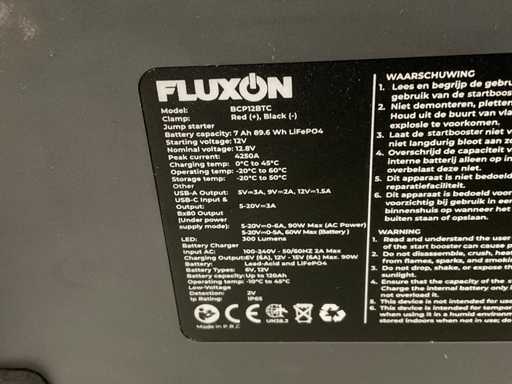 FLUXON
Model: BCP12BTC
Clamp: Red (+), Black (-)
Jump starter
Battery capacity: 7 Ah 89.6 Wh LiFePO4
Starting voltage: 12V
Nominal voltage: 12.8V
Peak current: 4250A
Charging temp: 0°C to 45°C
Operating temp: -20°C to 60°C
Storage temp: -20°C to 50°C
Other
USB-A Output: 5V=3A, 9V=2A, 12V=1.5A
USB-C Input &
Output: 5-20V=3A
8x80 Output
(Under power
supply mode): 5-20V=0-6A, 90W Max (AC Power)
5-20V=0-5A, 60W Max (Battery)
LED: 300 Lumens
Battery Charger
Input AC: 100-240V - 50/60HZ 2A Max
Charging Output: 6V (6A), 12V - 15V (6A) Max. 90W
Battery: Lead-Acid and LiFePO4
Battery Types: 6V, 12V
Battery capacity: Up to 120Ah
Operating temp: -10°C to 45°C
Low-Voltage
Detection: 2V
Ip Rating: IP65
Made in P.R.C
UN38.3
WAARSCHUWING
1. Lees en begrijp de
gebruik van de startbooster
2. Niet demonteren,
Houd uit de buurt van
explosie te voorkomen.
3. Laat de startbooster niet
niet langdurig bloot aan
4. Overschrijd de capaciteit
interne batterij alleen op
overbelast deze niet.
5. Dit apparaat is niet
reparatiefaciliteit.
6. Dit apparaat is bedoeld voor
voorzichtig bij gebruik in een
binnenshuis op wanneer het
buiten staan of opslaan.
WARNING
1. Read and understand the user
of the start booster can cause
2. Do not disassemble, crush,
from flames, sparks, and
3. Do not drop, shake, or expose
sunlight.
4. Ensure that the capacity of the
Charge the internal battery only
not overload it.
5. This device is not intended for
6. This device is intended for
when using it in a humid
stored indoors when not in use;